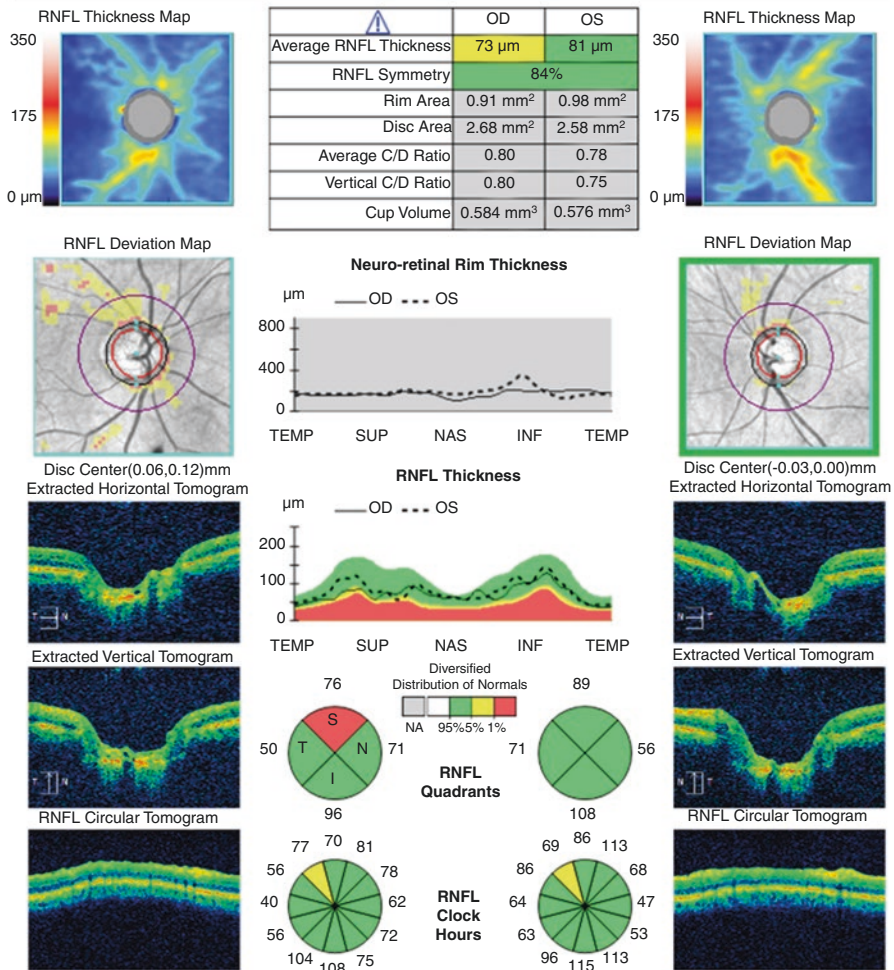 RNFL Thickness Map
350
175
0 µm
OD OS
Average RNFL Thickness 73 µm 81 µm
RNFL Symmetry 84%
Rim Area 0.91 mm² 0.98 mm²
Disc Area 2.68 mm² 2.58 mm²
Average C/D Ratio 0.80 0.78
Vertical C/D Ratio 0.80 0.75
Cup Volume 0.584 mm³ 0.576 mm³
RNFL Thickness Map
350
175
0 µm
RNFL Deviation Map
Disc Center(0.06,0.12)mm
Neuro-retinal Rim Thickness
µm OD OS
800
400
0
TEMP SUP NAS INF TEMP
RNFL Deviation Map
Disc Center(-0.03,0.00)mm
Extracted Horizontal Tomogram
T N
RNFL Thickness
µm OD OS
200
100
0
TEMP SUP NAS INF TEMP
Extracted Horizontal Tomogram
T N
Extracted Vertical Tomogram
T N
Diversified
Distribution of Normals
NA 95% 5% 1%
76
S
50 T N 71
I
96
RNFL
Quadrants
89
71 56
108
Extracted Vertical Tomogram
T N
RNFL Circular Tomogram
77 70 81
56 78
40 62
56 72
104 108 75
RNFL
Clock
Hours
69 86 113
86 68
64 47
63 53
96 115 113
RNFL Circular Tomogram